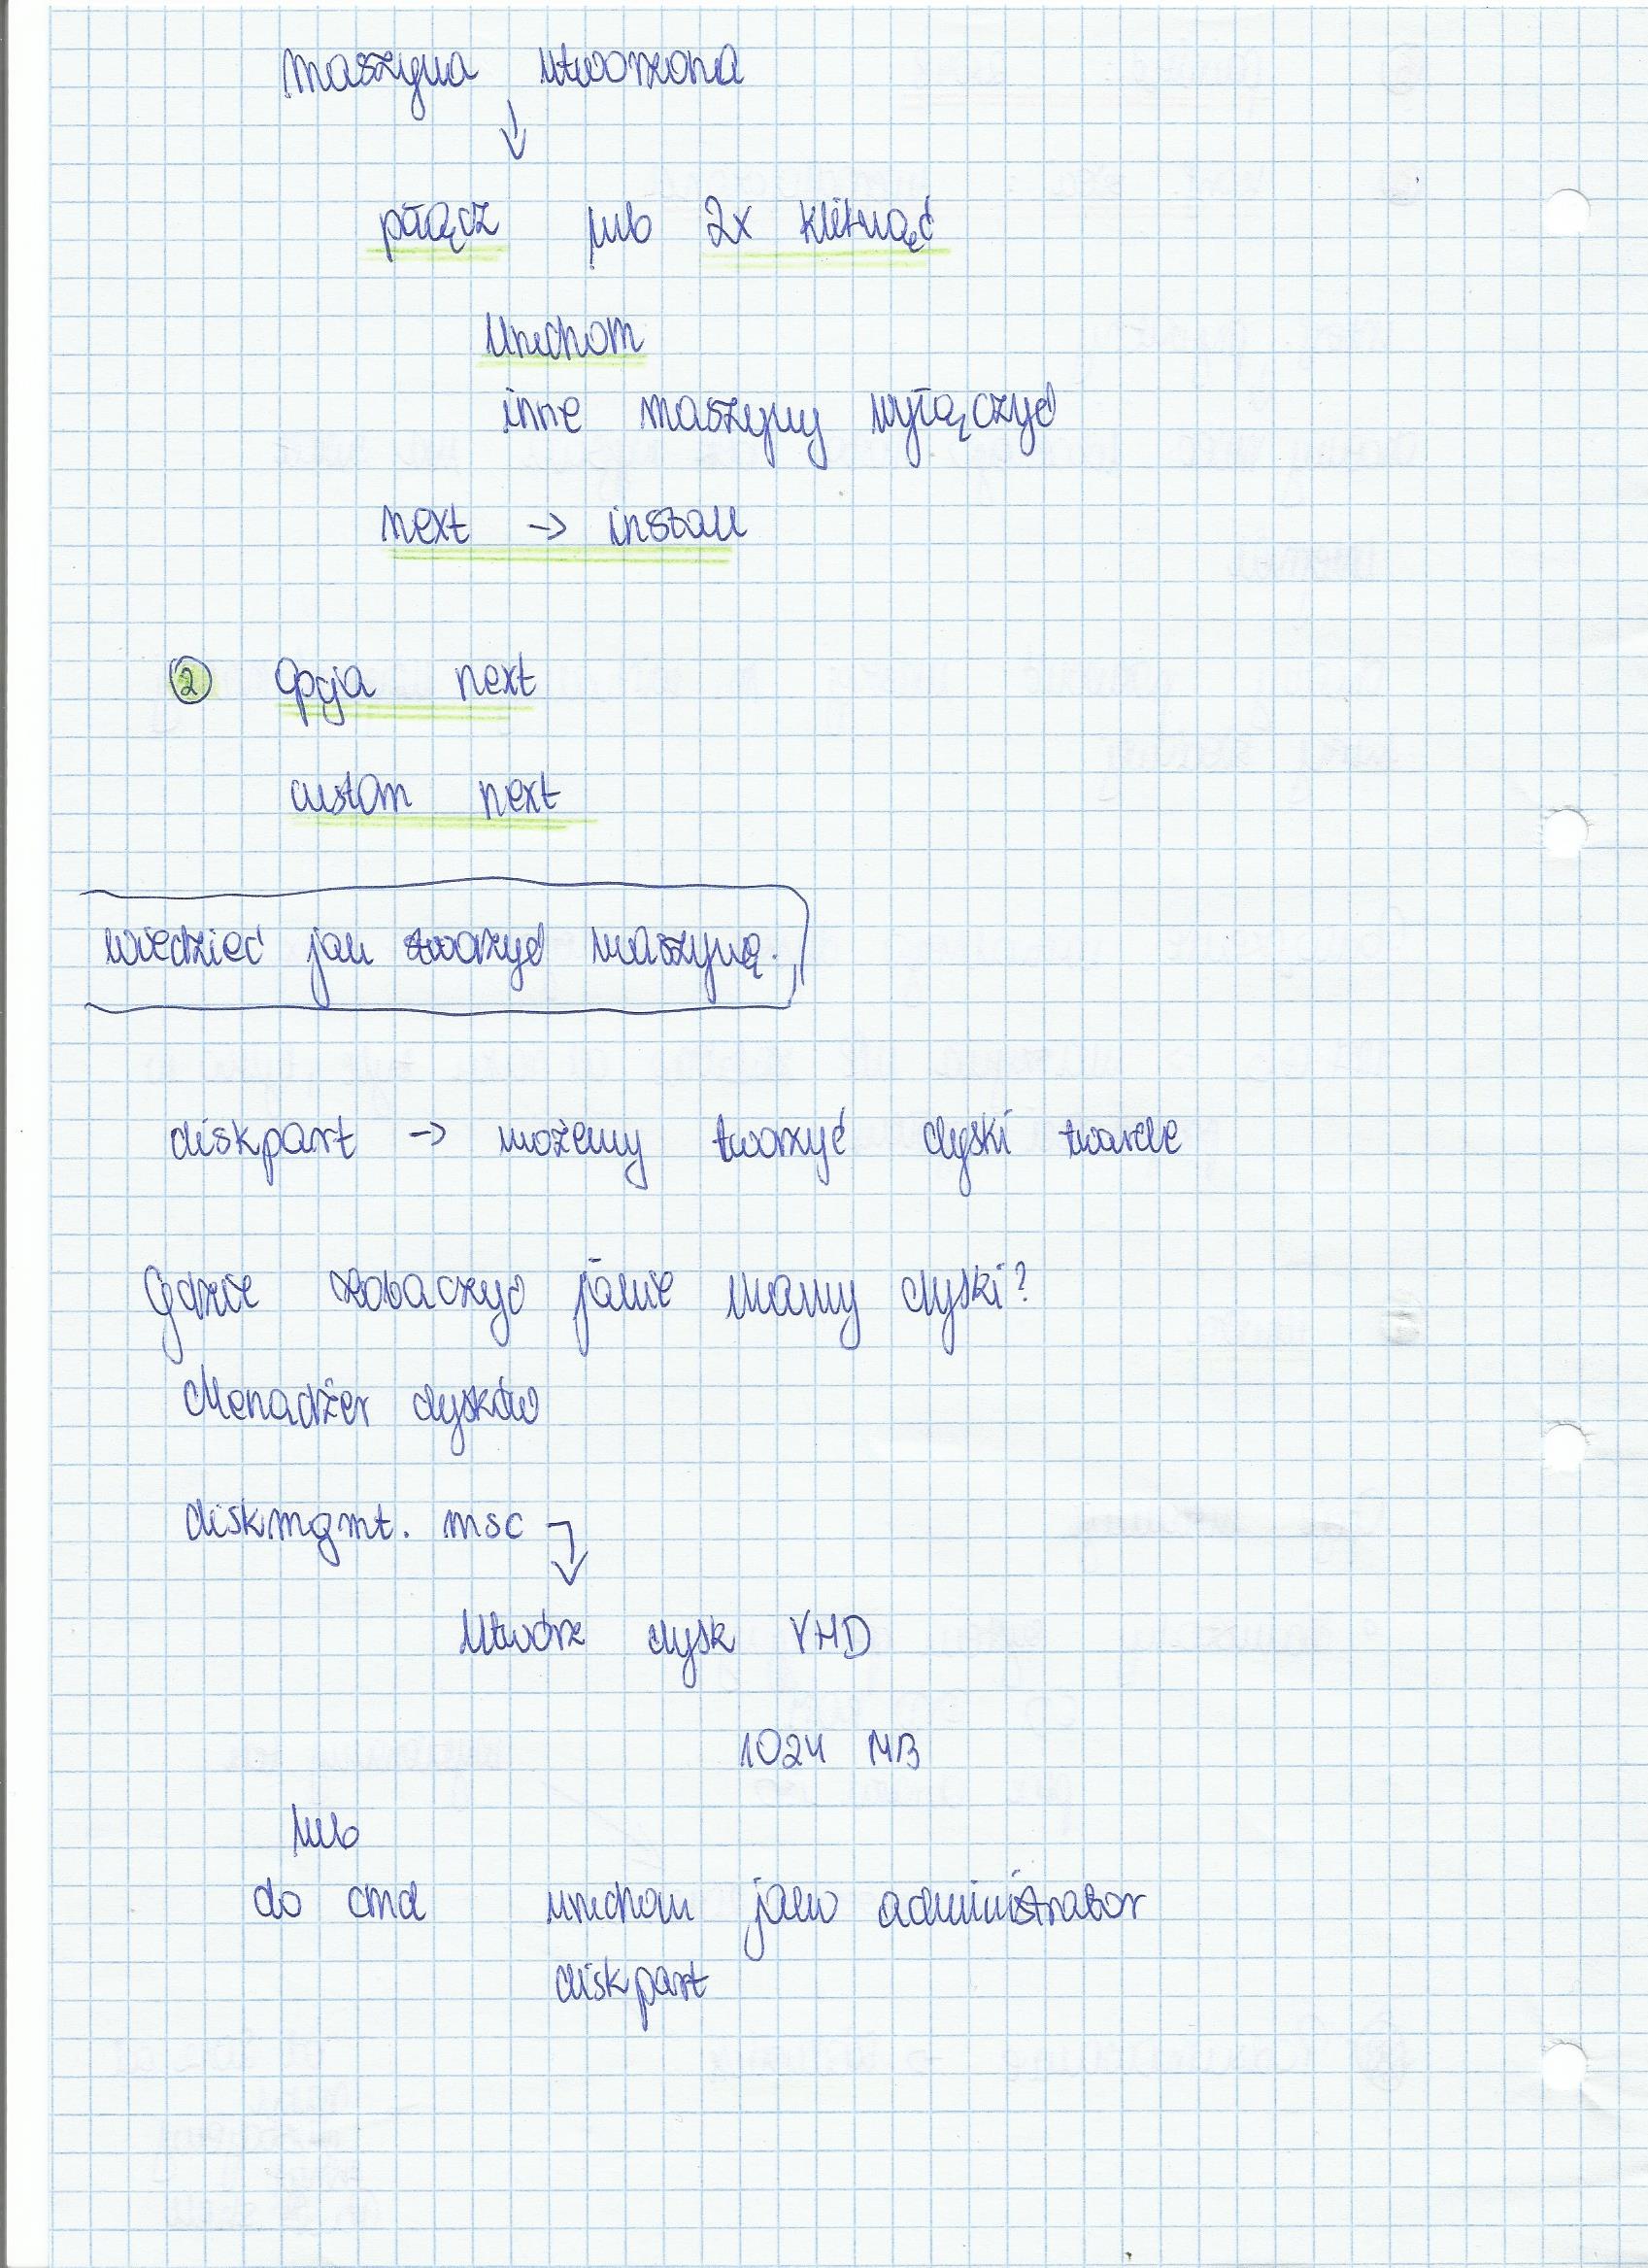 maszyna utworzona
↓
połącz lub 2x kliknąć
Uruchom
inne maszyny wyłączyć
next → install
② Opcja next
custom next
wiedzieć jak stworzyć maszynę.
diskpart → możemy tworzyć dyski twarde
Gdzie zobaczyć jakie mamy dyski?
Menadżer dysków
diskmgmt. msc
↓
Utwórz dysk VHD
1024 MB
lub
do cmd uruchom jako administrator
diskpart